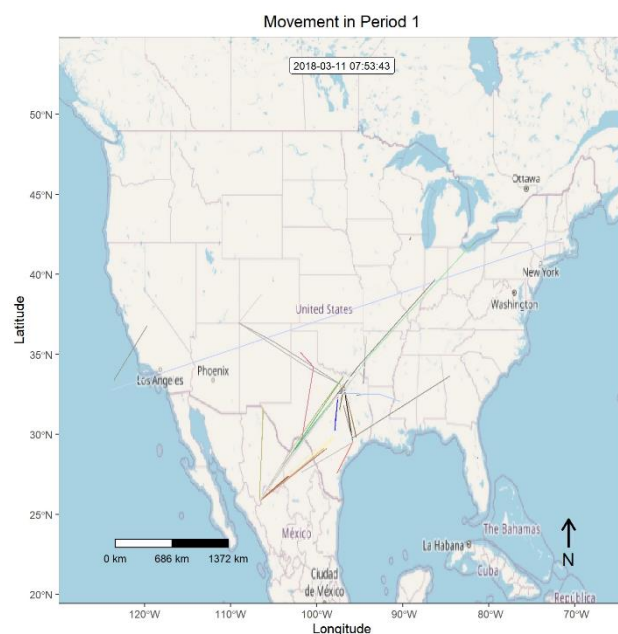 Movement in Period 1
2018-03-11 07:53:43
50°N
45°N
40°N
35°N
30°N
25°N
20°N
Latitude
Ottawa
New York
Washington
United States
Los Angeles
Phoenix
México
Ciudad
de México
La Habana
Cuba
The Bahamas
República
0 km
686 km
1372 km
N
120°W
110°W
100°W
90°W
80°W
70°W
Longitude